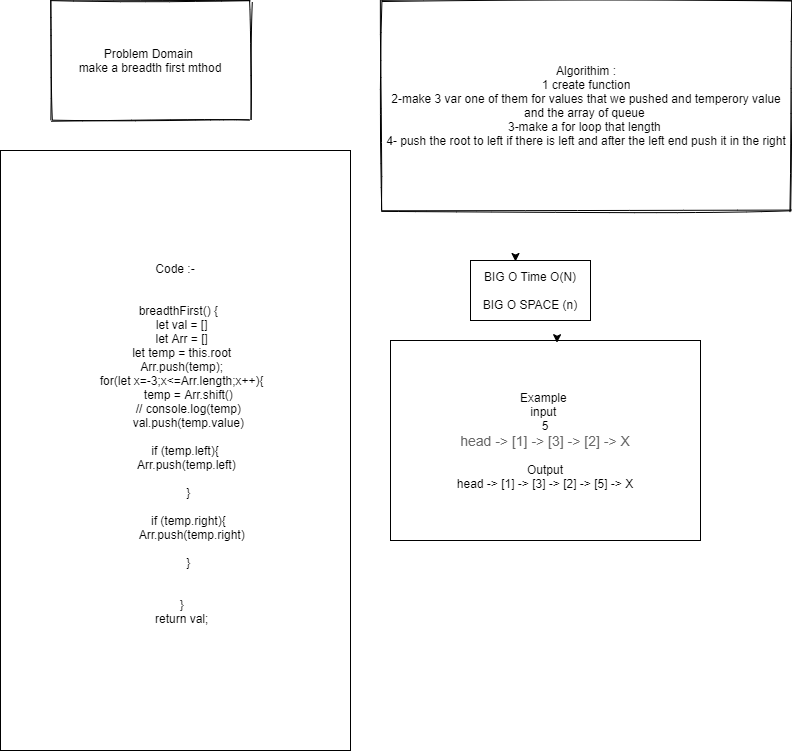 Problem Domain
make a breadth first mthod
Algorithim :
1 create function
2-make 3 var one of them for values that we pushed and temperory value
and the array of queue
3-make a for loop that length
4- push the root to left if there is left and after the left end push it in the right
Code :-
breadthFirst() {
let val = []
let Arr = []
let temp = this.root
Arr.push(temp);
for(let x=-3;x<=Arr.length;x++){
temp = Arr.shift()
// console.log(temp)
val.push(temp.value)
if (temp.left){
Arr.push(temp.left)
}
if (temp.right){
Arr.push(temp.right)
}
}
return val;
BIG O Time O(N)
BIG O SPACE (n)
Example
input
5
head -> [1] -> [3] -> [2] -> X
Output
head -> [1] -> [3] -> [2] -> [5] -> X